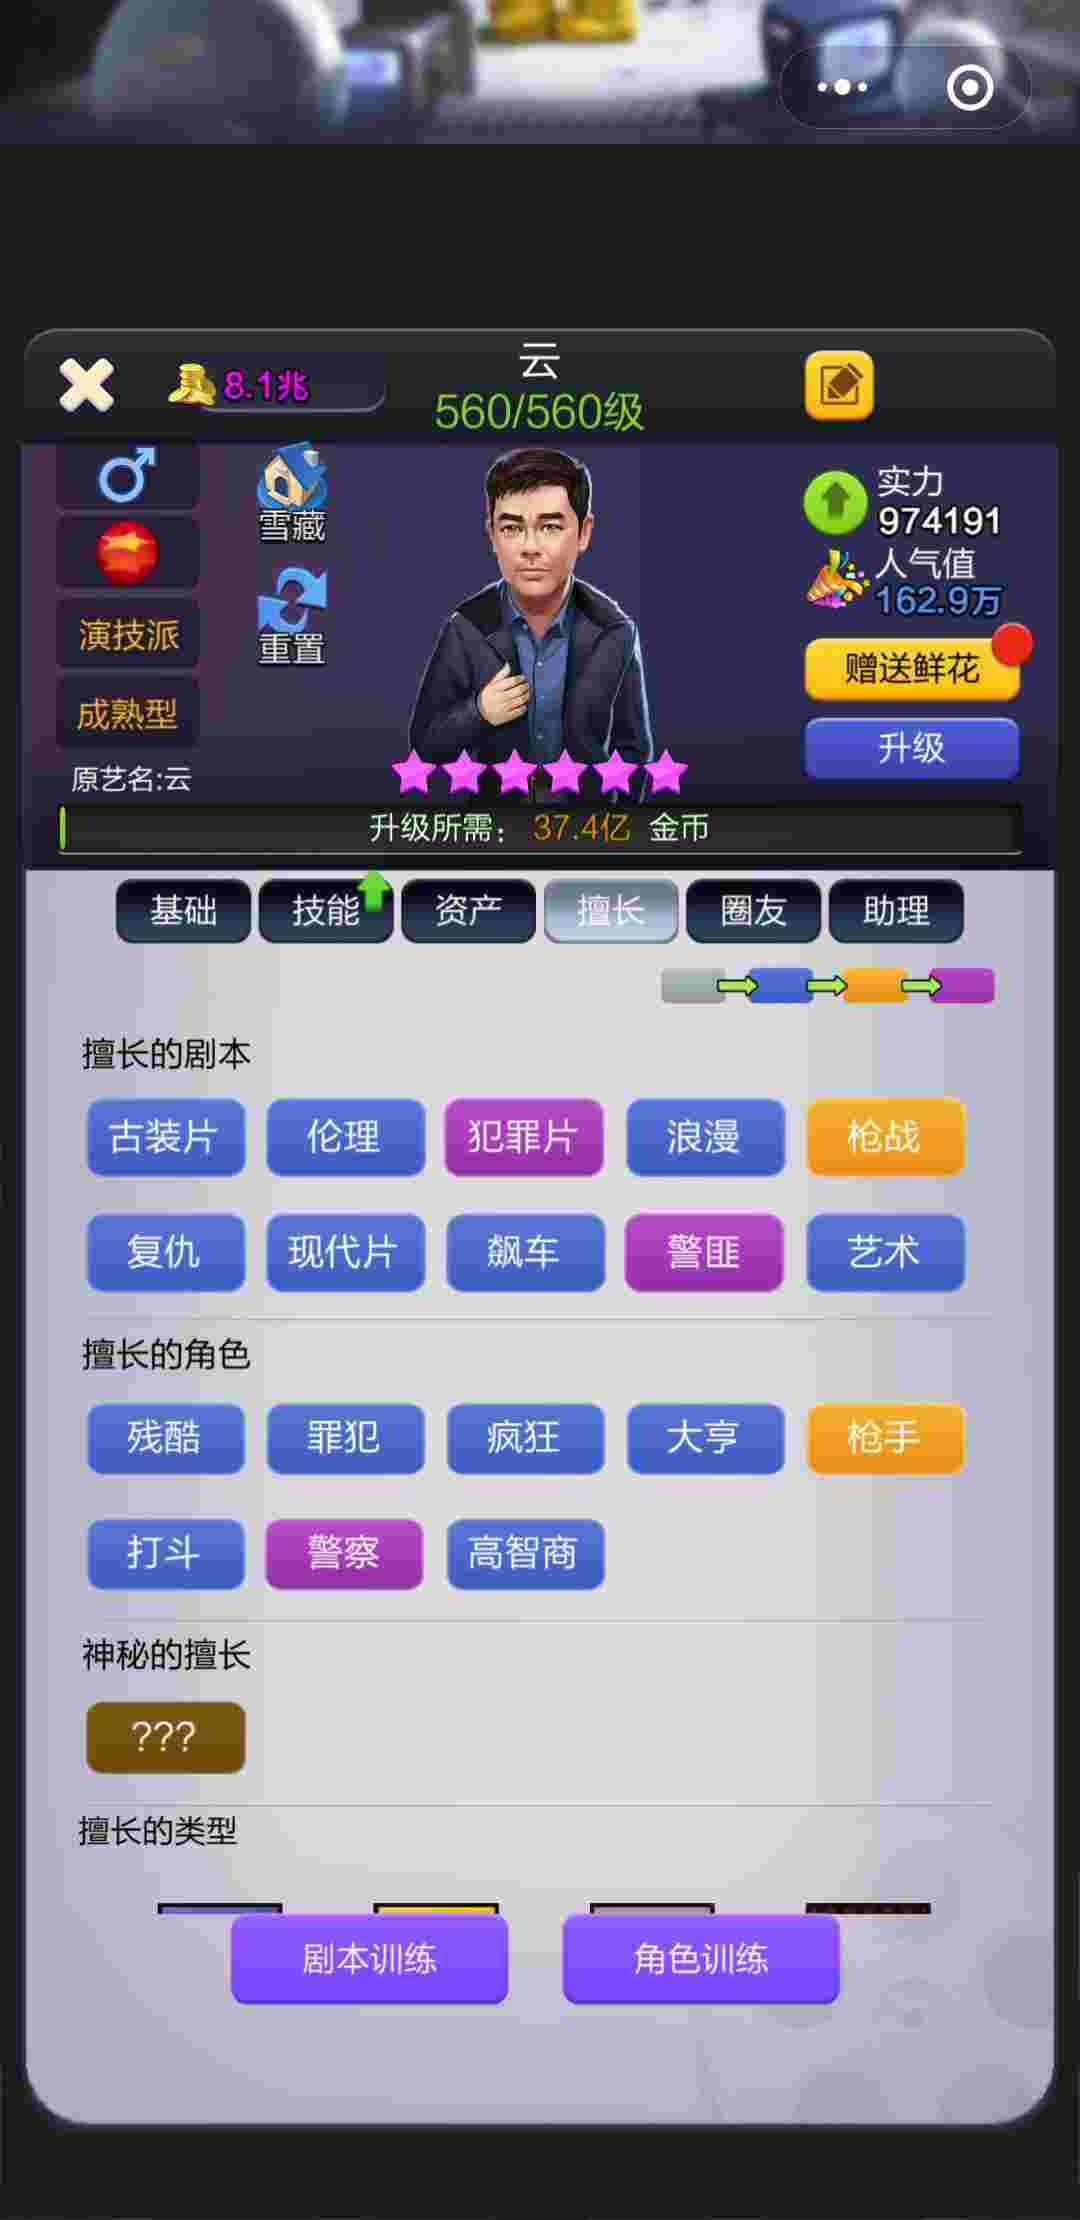 云
8.1兆
560/560级
雪藏
重置
演技派
成熟型
原艺名:云
实力
974191
人气值
162.9万
赠送鲜花
升级
升级所需： 37.4亿 金币
基础 技能 资产 擅长 圈友 助理
擅长的剧本
古装片 伦理 犯罪片 浪漫 枪战
复仇 现代片 飙车 警匪 艺术
擅长的角色
残酷 罪犯 疯狂 大亨 枪手
打斗 警察 高智商
神秘的擅长
???
擅长的类型
剧本训练 角色训练